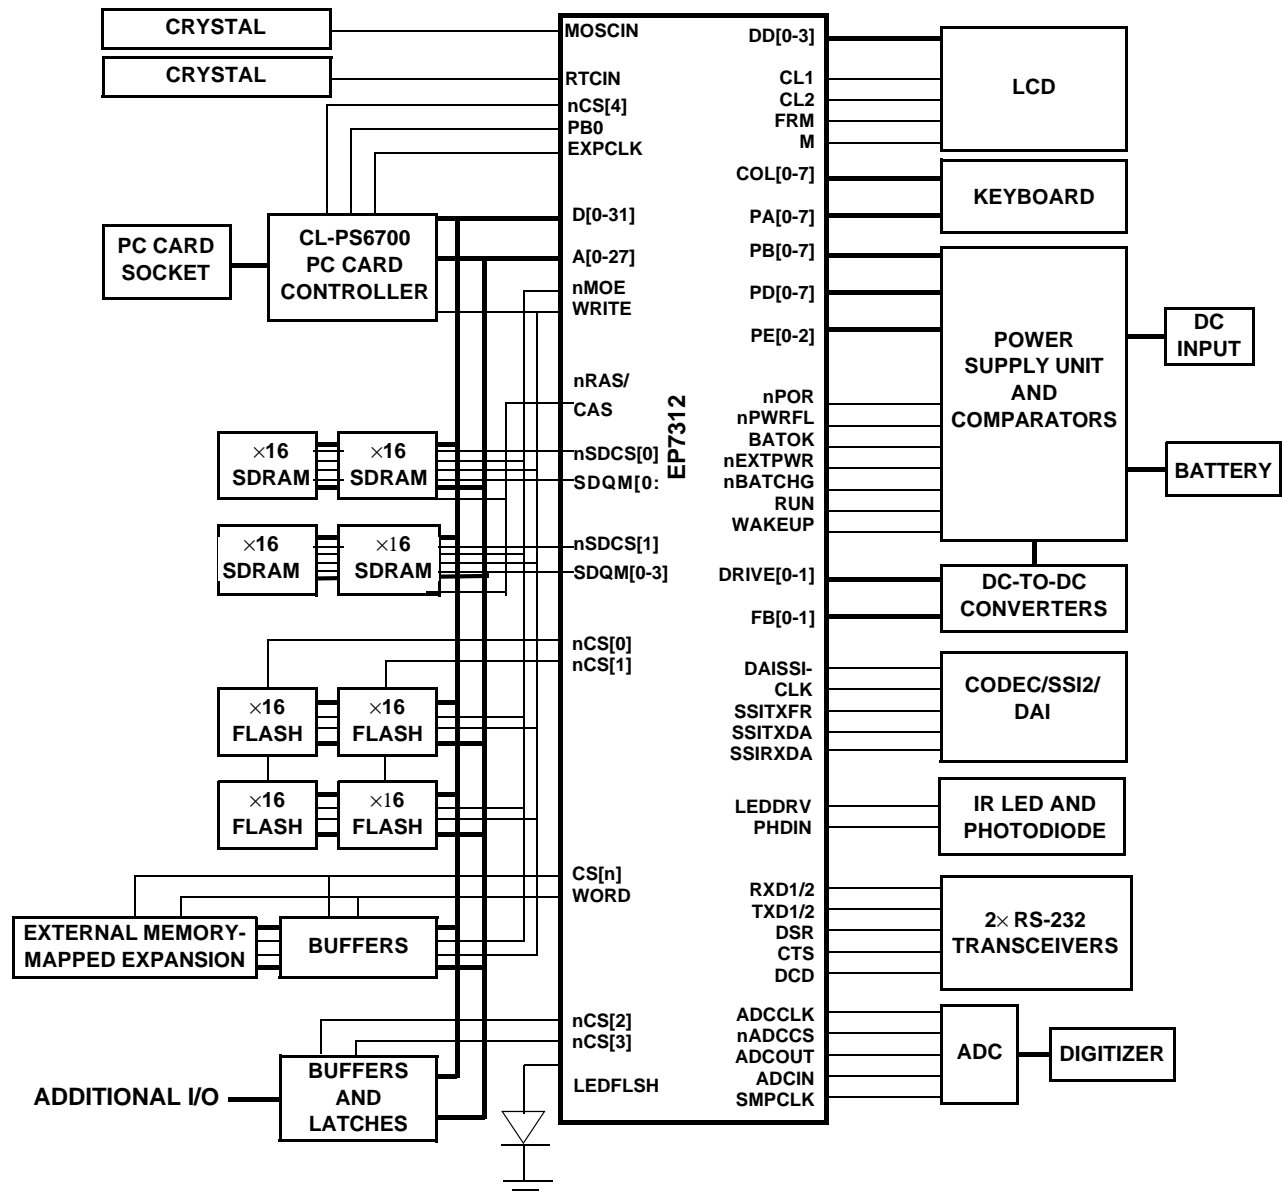 CRYSTAL
CRYSTAL
PC CARD
SOCKET
CL-PS6700
PC CARD
CONTROLLER
×16
SDRAM
×16
SDRAM
×16
SDRAM
×16
SDRAM
×16
FLASH
×16
FLASH
×16
FLASH
×16
FLASH
EXTERNAL MEMORY-
MAPPED EXPANSION
BUFFERS
ADDITIONAL I/O
BUFFERS
AND
LATCHES
MOSCIN
RTCIN
nCS[4]
PB0
EXPCLK
D[0-31]
A[0-27]
nMOE
WRITE
nRAS/
CAS
nSDCS[0]
SDQM[0:
nSDCS[1]
SDQM[0-3]
nCS[0]
nCS[1]
CS[n]
WORD
nCS[2]
nCS[3]
LEDFLSH
EP7312
DD[0-3]
CL1
CL2
FRM
M
COL[0-7]
PA[0-7]
PB[0-7]
PD[0-7]
PE[0-2]
nPOR
nPWRFL
BATOK
nEXTPWR
nBATCHG
RUN
WAKEUP
DRIVE[0-1]
FB[0-1]
DAISSI-
CLK
SSITXFR
SSITXDA
SSIRXDA
LEDDRV
PHDIN
RXD1/2
TXD1/2
DSR
CTS
DCD
ADCCLK
nADCCS
ADCOUT
ADCIN
SMPCLK
LCD
KEYBOARD
POWER
SUPPLY UNIT
AND
COMPARATORS
DC
INPUT
BATTERY
DC-TO-DC
CONVERTERS
CODEC/SSI2/
DAI
IR LED AND
PHOTODIODE
2× RS-232
TRANSCEIVERS
ADC
DIGITIZER